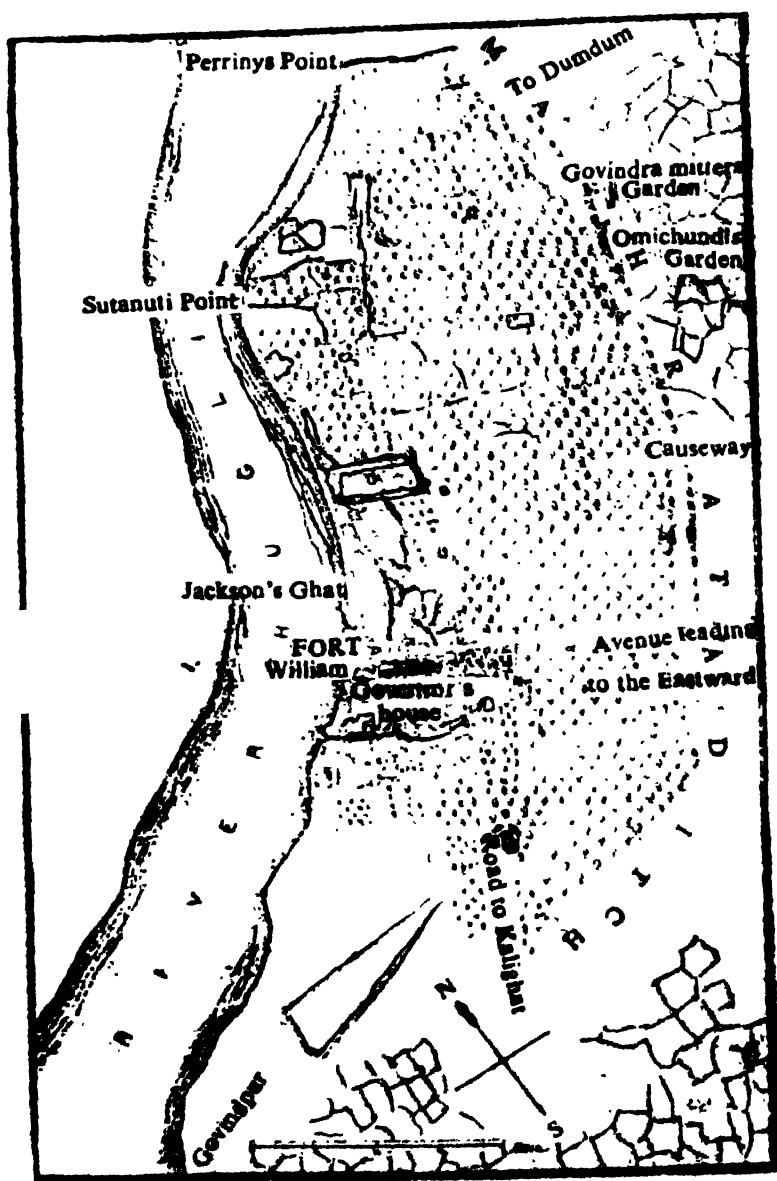 Perrinys Point
To Dumdum
Govindra mitters
Garden
Omichunds
Garden
Sutanuti Point
Causeway
Jackson's Ghat
FORT
William
Governor's
house
Avenue leading
to the Eastward
MAHRATTA
DITCH
RIVER HUGLI
Road to Kalighat
N
S
Govindpur